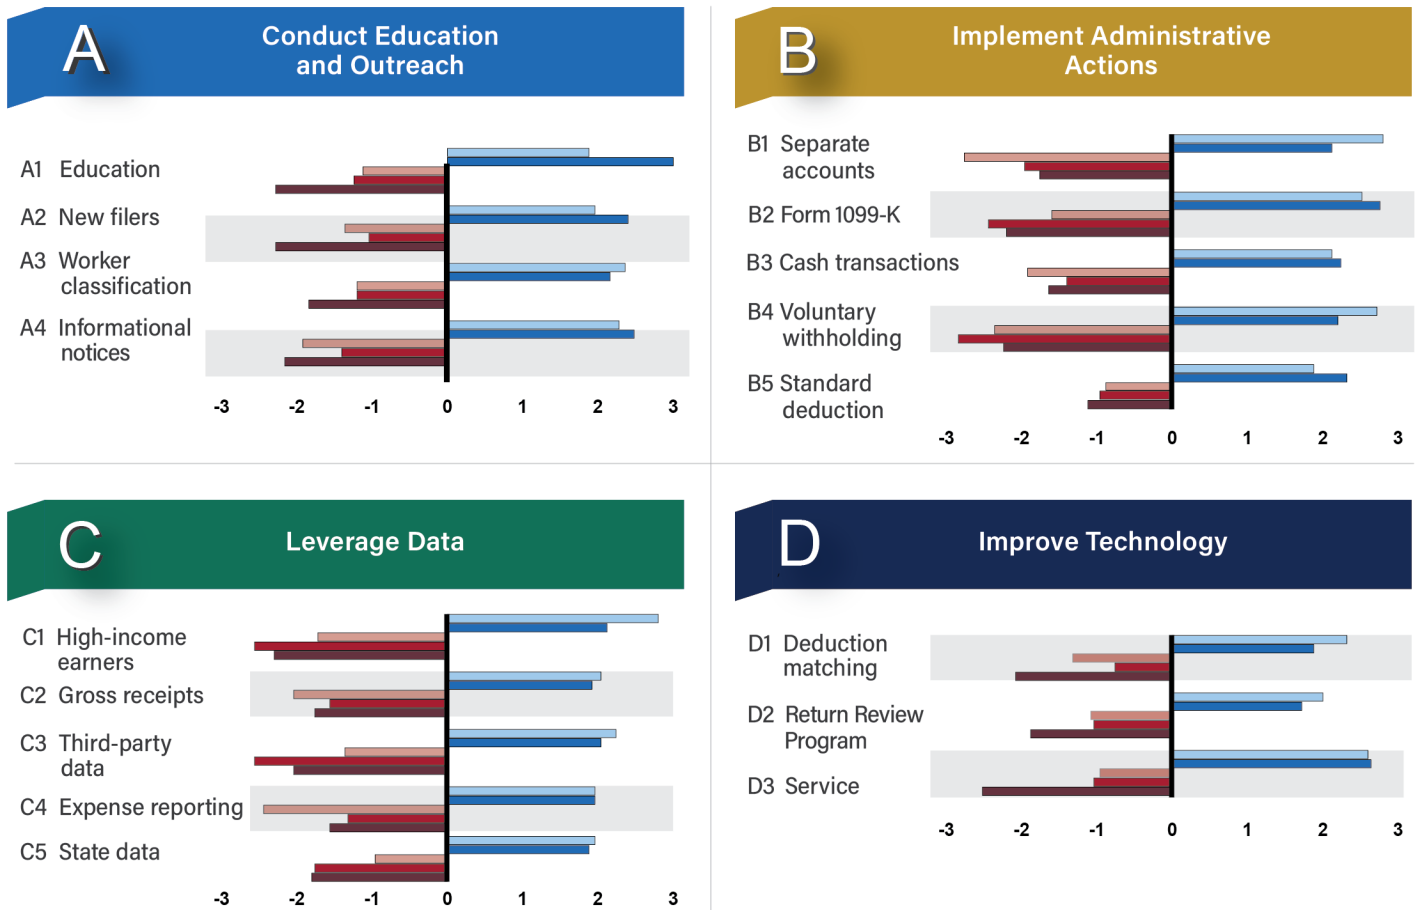 A
Conduct Education
and Outreach
A1 Education
A2 New filers
A3 Worker
classification
A4 Informational
notices
-3 -2 -1 0 1 2 3
B
Implement Administrative
Actions
B1 Separate
accounts
B2 Form 1099-K
B3 Cash transactions
B4 Voluntary
withholding
B5 Standard
deduction
-3 -2 -1 0 1 2 3
C
Leverage Data
C1 High-income
earners
C2 Gross receipts
C3 Third-party
data
C4 Expense reporting
C5 State data
-3 -2 -1 0 1 2 3
D
Improve Technology
D1 Deduction
matching
D2 Return Review
Program
D3 Service
-3 -2 -1 0 1 2 3